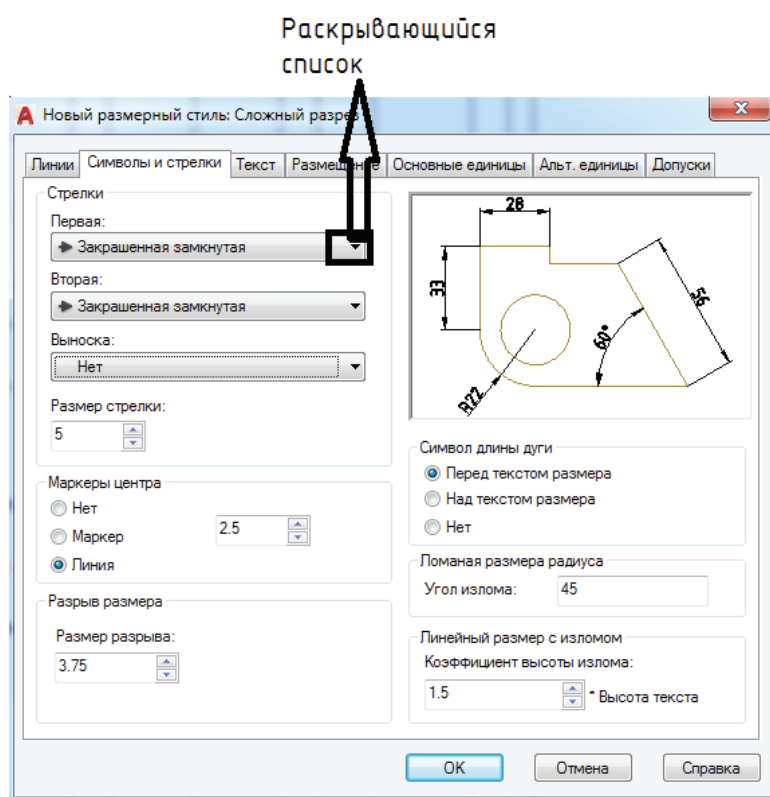 Раскрывающийся
список
Новый размерный стиль: Сложный разрез
Линии Символы и стрелки Текст Размещение Основные единицы Альт. единицы Допуски
Стрелки
Первая:
Закрашенная замкнутая
Вторая:
Закрашенная замкнутая
Выноска:
Нет
Размер стрелки:
5
Маркеры центра
Нет
Маркер
2.5
Линия
Разрыв размера
Размер разрыва:
3.75
28
33
56
60°
R22
Символ длины дуги
Перед текстом размера
Над текстом размера
Нет
Ломаная размера радиуса
Угол излома: 45
Линейный размер с изломом
Коэффициент высоты излома:
1.5 * Высота текста
OK Отмена Справка